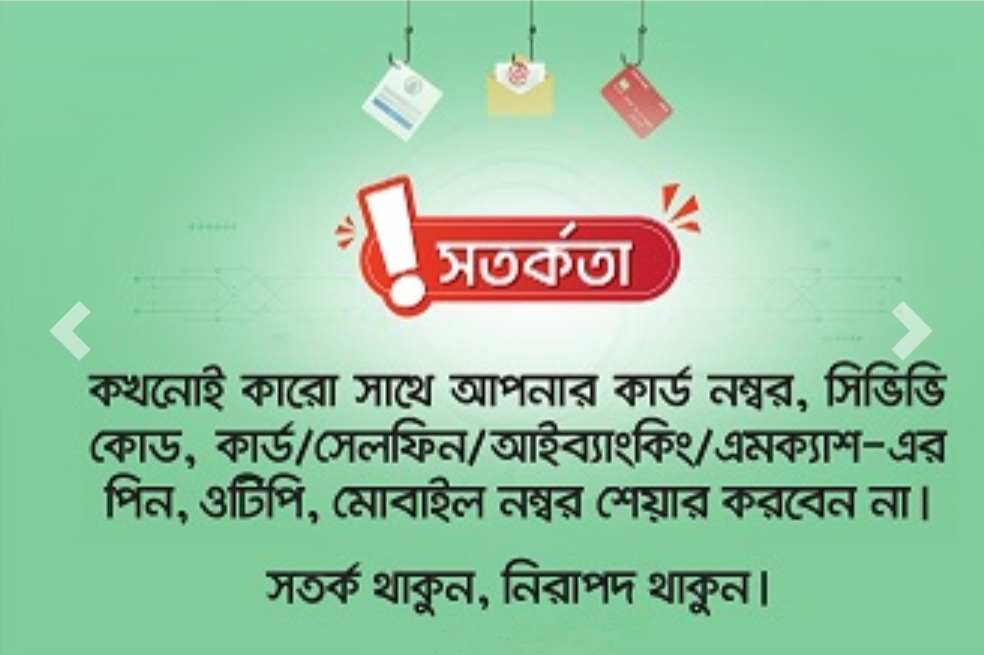 সতর্কতা
কখনোই কারো সাথে আপনার কার্ড নম্বর, সিভিভি
কোড, কার্ড/সেলফিন/আইব্যাংকিং/এমক্যাশ-এর
পিন, ওটিপি, মোবাইল নম্বর শেয়ার করবেন না।
সতর্ক থাকুন, নিরাপদ থাকুন।